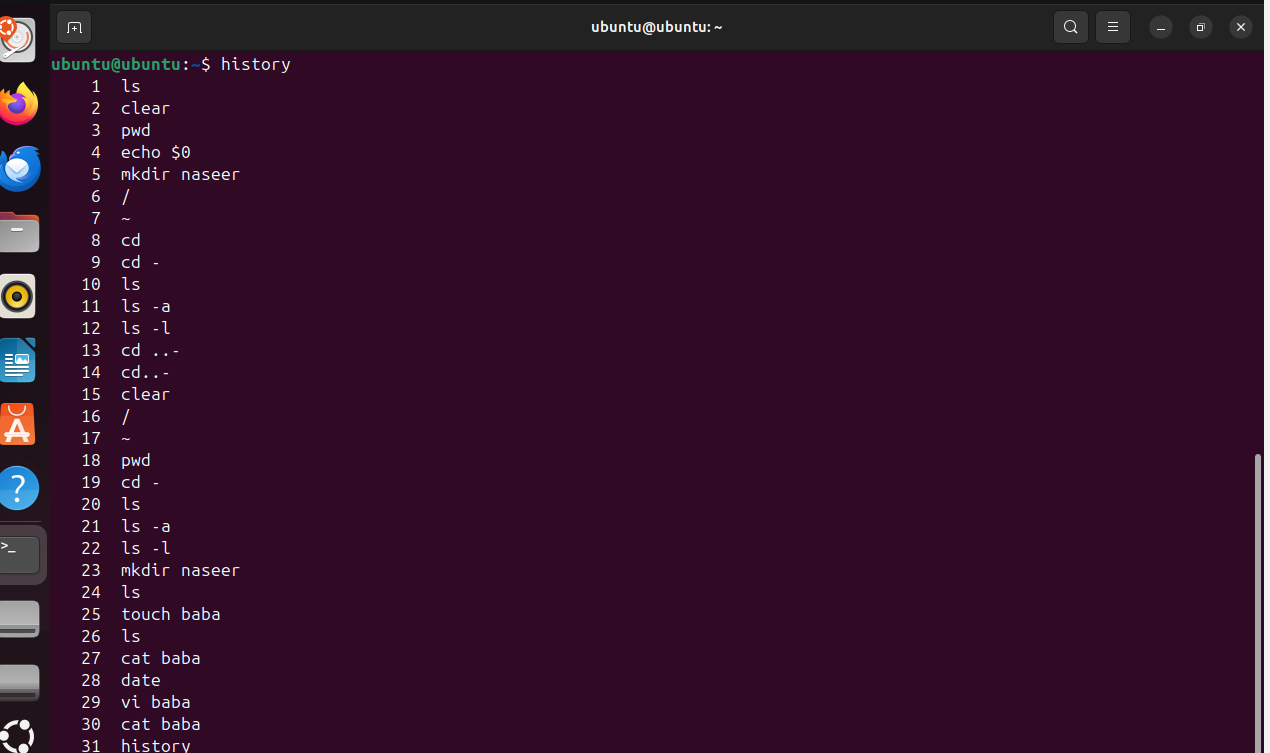 ubuntu@ubuntu: ~
ubuntu@ubuntu:~$ history
1 ls
2 clear
3 pwd
4 echo $0
5 mkdir naseer
6 /
7 ~
8 cd
9 cd -
10 ls
11 ls -a
12 ls -l
13 cd ..-
14 cd..-
15 clear
16 /
17 ~
18 pwd
19 cd -
20 ls
21 ls -a
22 ls -l
23 mkdir naseer
24 ls
25 touch baba
26 ls
27 cat baba
28 date
29 vi baba
30 cat baba
31 history